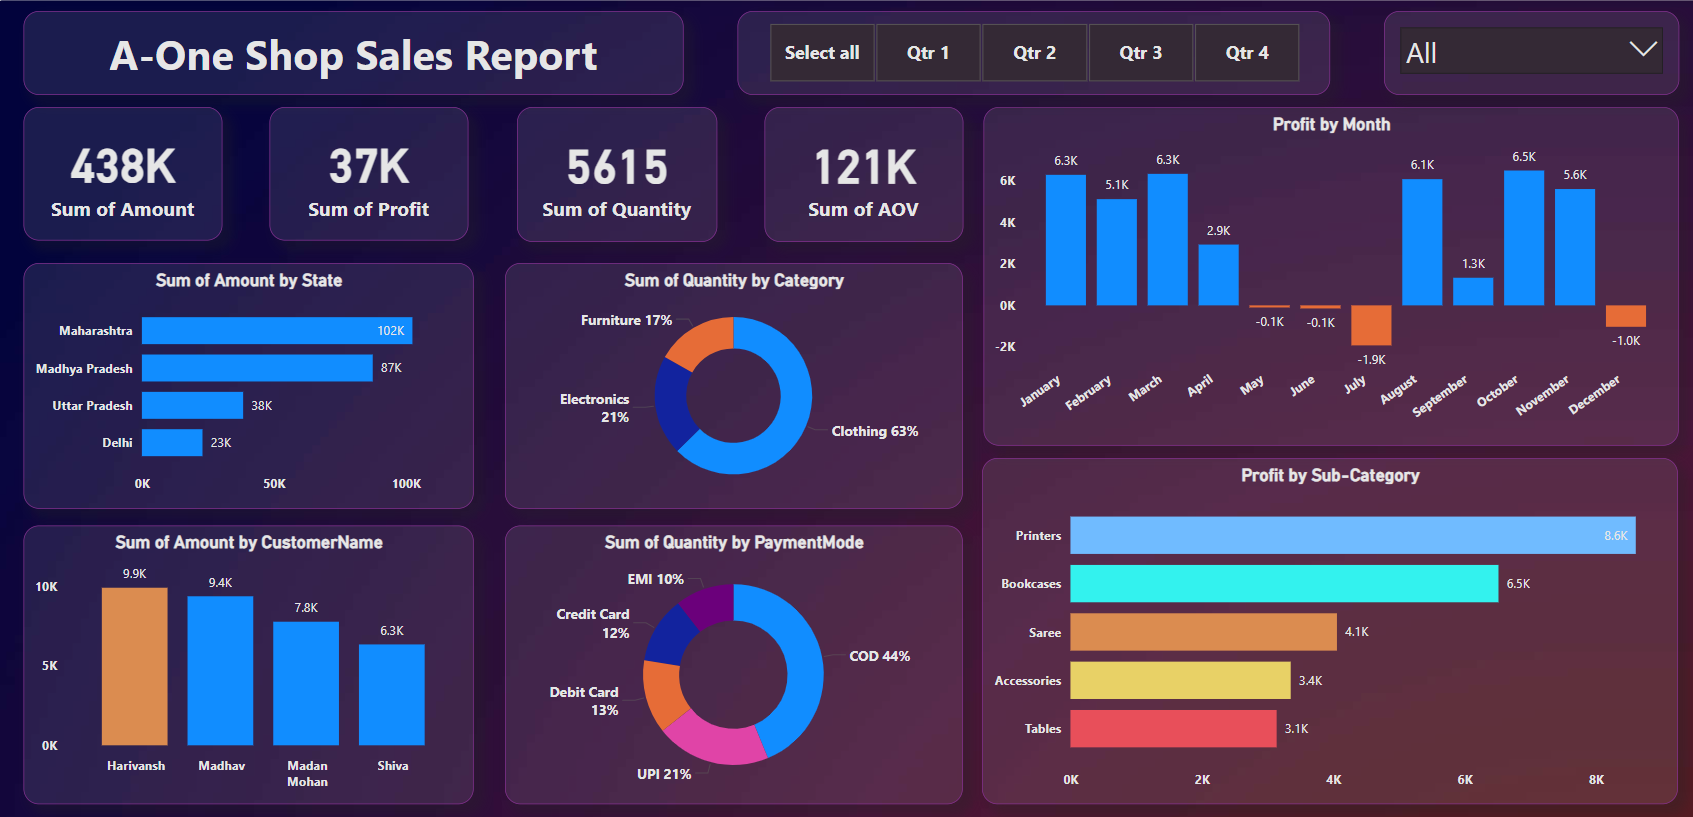 A-One Shop Sales Report
Select all
Qtr 1
Qtr 2
Qtr 3
Qtr 4
All
438K
Sum of Amount
37K
Sum of Profit
5615
Sum of Quantity
121K
Sum of AOV
Profit by Month
6K
4K
2K
0K
-2K
6.3K
5.1K
6.3K
2.9K
-0.1K
-0.1K
-1.9K
6.1K
1.3K
6.5K
5.6K
-1.0K
January
February
March
April
May
June
July
August
September
October
November
December
Sum of Amount by State
Maharashtra
102K
Madhya Pradesh
87K
Uttar Pradesh
38K
Delhi
23K
0K
50K
100K
Sum of Quantity by Category
Furniture 17%
Electronics
21%
Clothing 63%
Profit by Sub-Category
Printers
8.6K
Bookcases
6.5K
Saree
4.1K
Accessories
3.4K
Tables
3.1K
0K
2K
4K
6K
8K
Sum of Amount by CustomerName
10K
5K
0K
9.9K
9.4K
7.8K
6.3K
Harivansh
Madhav
Madan
Mohan
Shiva
Sum of Quantity by PaymentMode
EMI 10%
Credit Card
12%
COD 44%
Debit Card
13%
UPI 21%